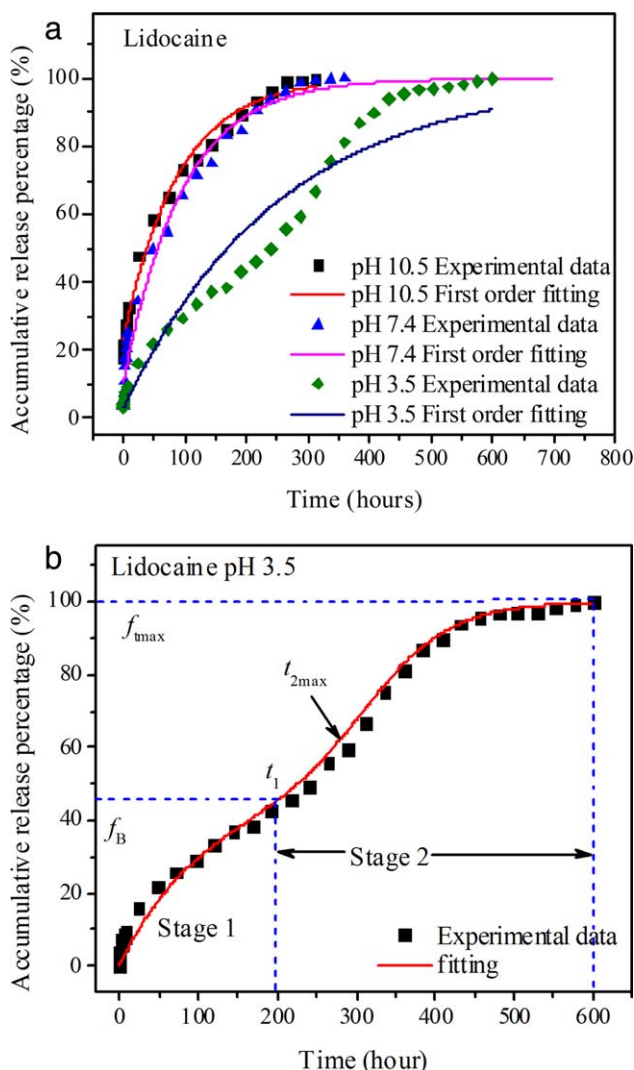 a
Lidocaine
Accumulative release percentage (%)
100
80
60
40
20
0
pH 10.5 Experimental data
pH 10.5 First order fitting
pH 7.4 Experimental data
pH 7.4 First order fitting
pH 3.5 Experimental data
pH 3.5 First order fitting
0 100 200 300 400 500 600 700 800
Time (hours)
b
Lidocaine pH 3.5
Accumulative release percentage (%)
100
80
60
40
20
0
ftmax
t2max
t1
fB
Stage 2
Stage 1
Experimental data
fitting
0 100 200 300 400 500 600
Time (hour)